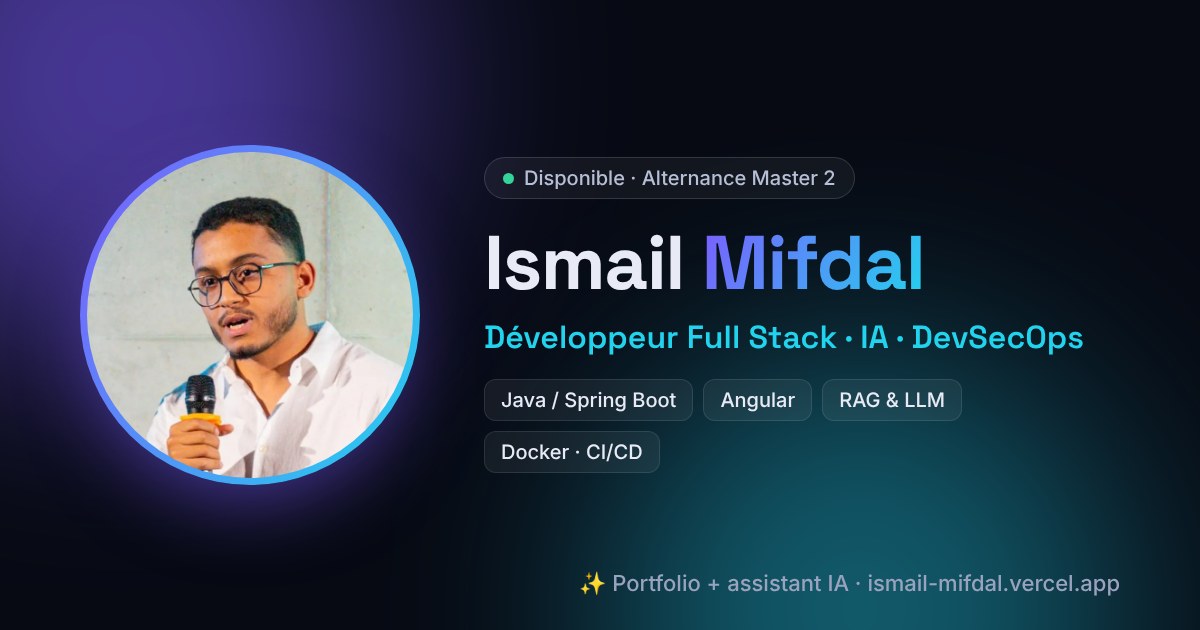 Disponible · Alternance Master 2
Ismail Mifdal
Développeur Full Stack · IA · DevSecOps
Java / Spring Boot
Angular
RAG & LLM
Docker · CI/CD
✨ Portfolio + assistant IA · ismail-mifdal.vercel.app